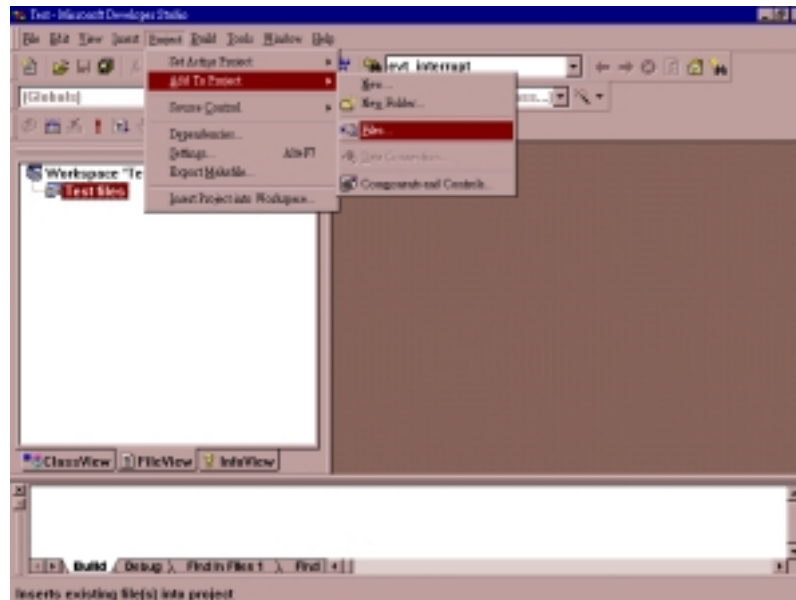 Test - Microsoft Developer Studio
File Edit View Insert Project Build Tools Window Help
Set Active Project
Add To Project
Source Control
Dependencies...
Settings... Alt+F7
Export Makefile...
Insert Project into Workspace...
evt_interrupt
New...
New Folder...
Files...
Data Connection...
Components and Controls...
(Globals)
Workspace "Te
Test files
ClassView FileView InfoView
Build Debug Find in Files 1 Find
Inserts existing file(s) into project